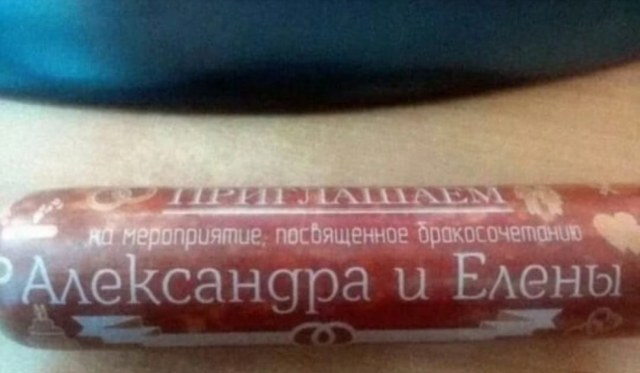 ПРИГЛАШАЕМ
на мероприятие, посвященное бракосочетанию
Александра и Елены